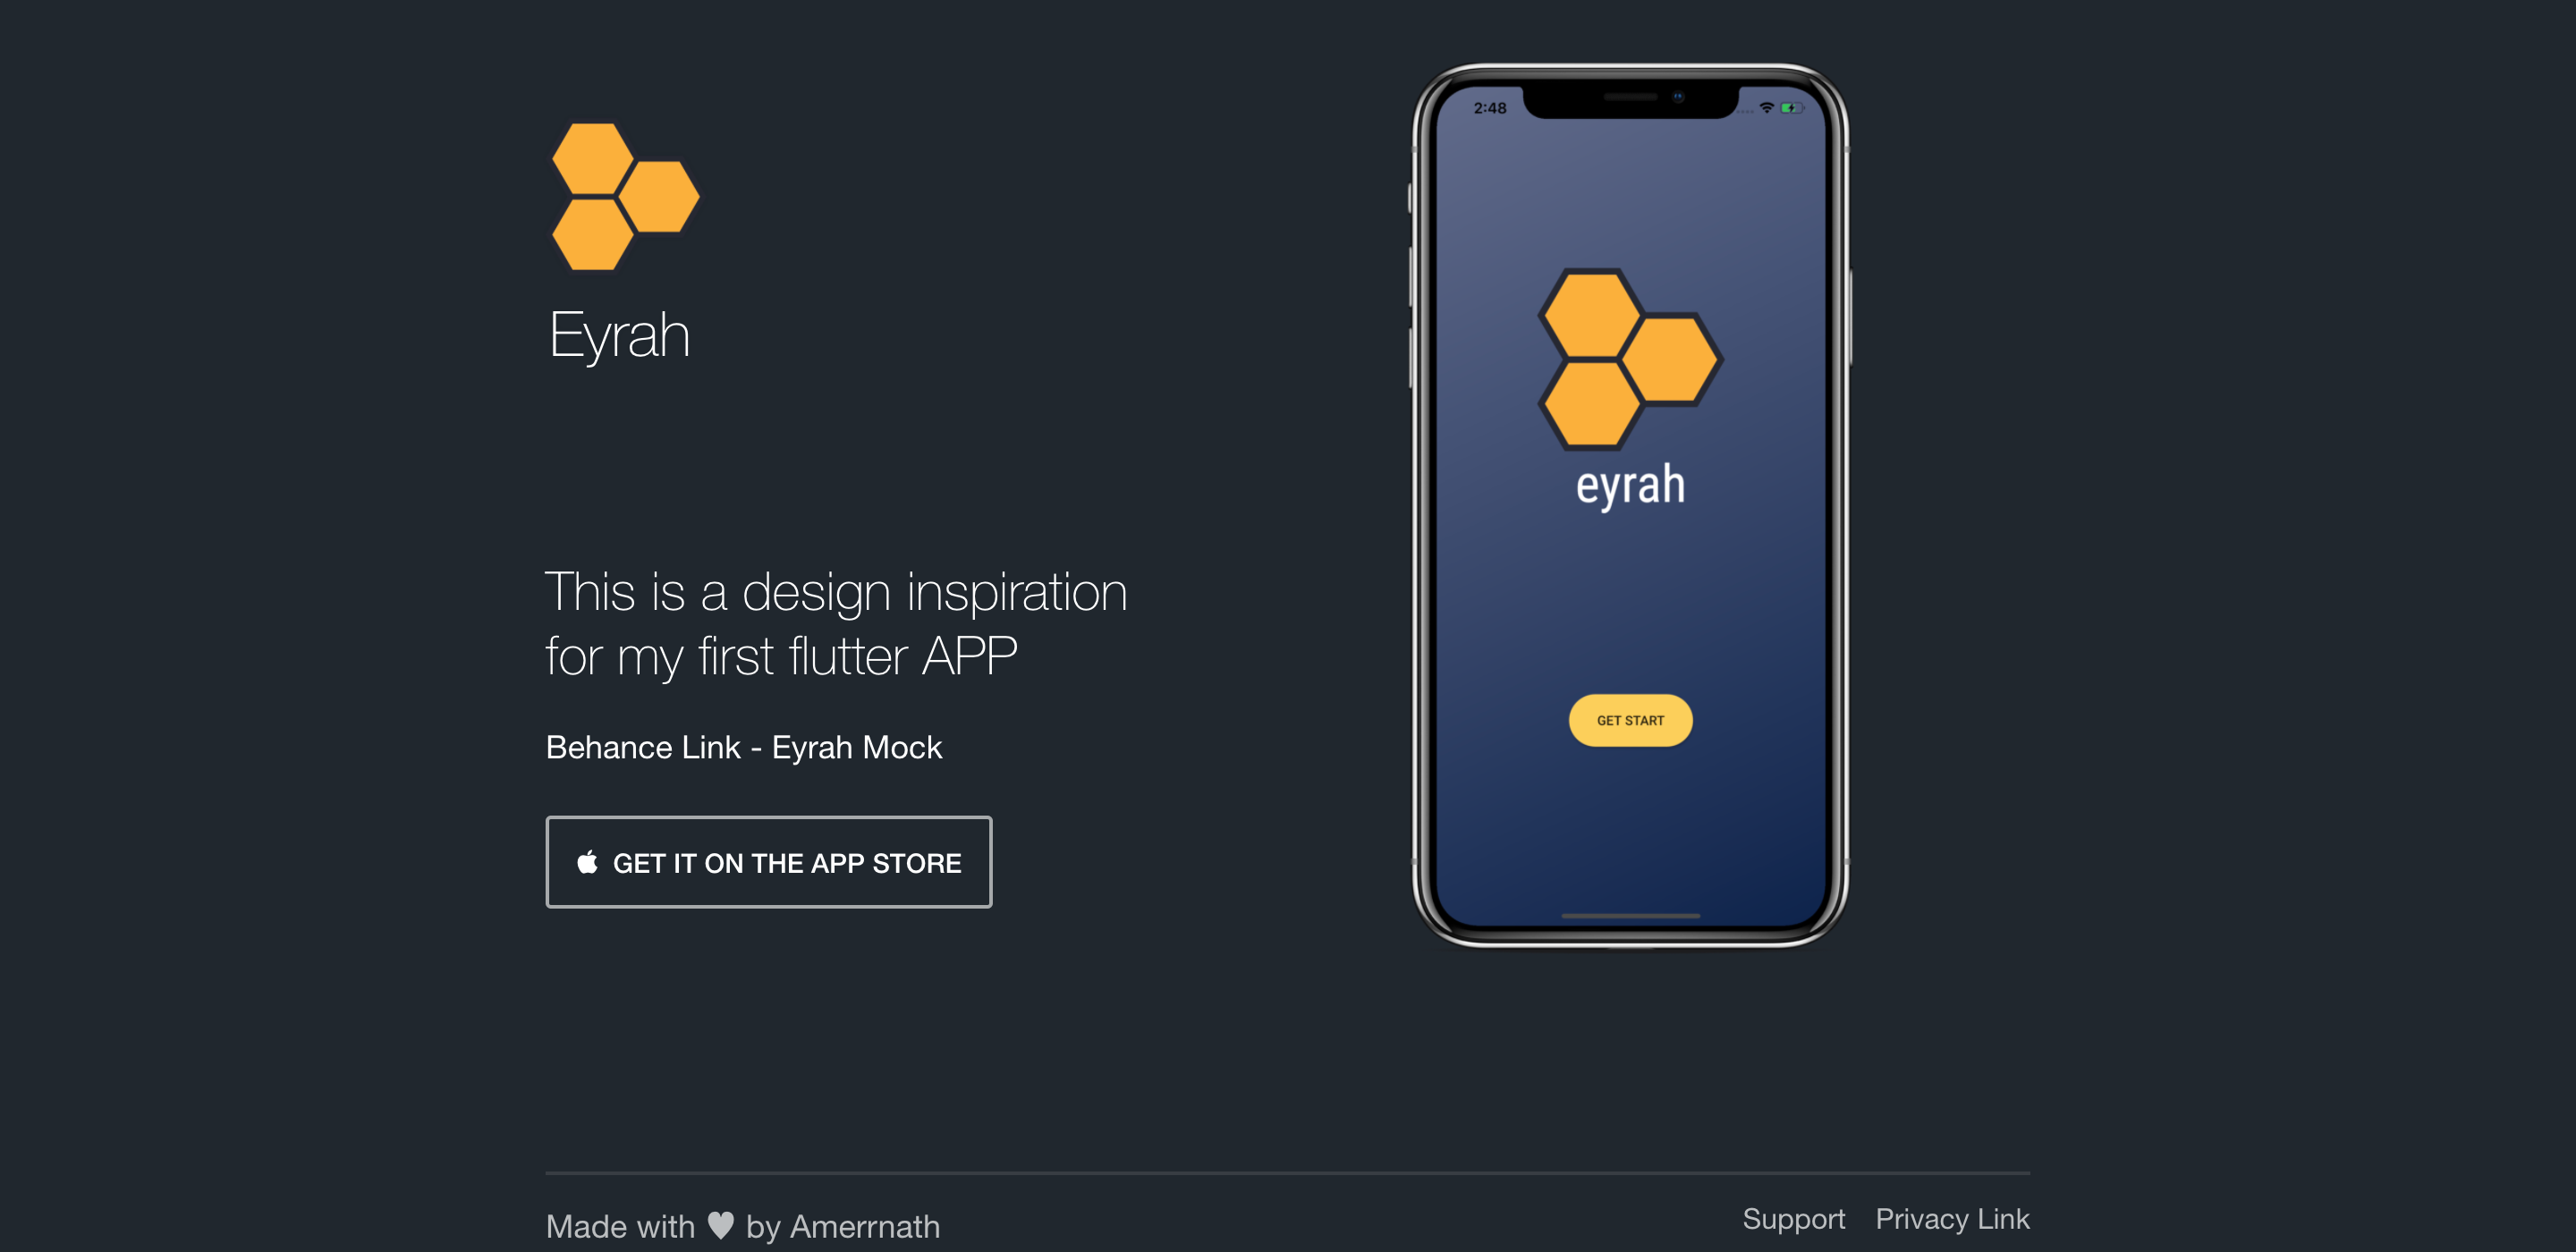 Eyrah
This is a design inspiration
for my first flutter APP
Behance Link - Eyrah Mock
GET IT ON THE APP STORE
2:48
eyrah
GET START
Made with ♥ by Amerrnath
Support Privacy Link